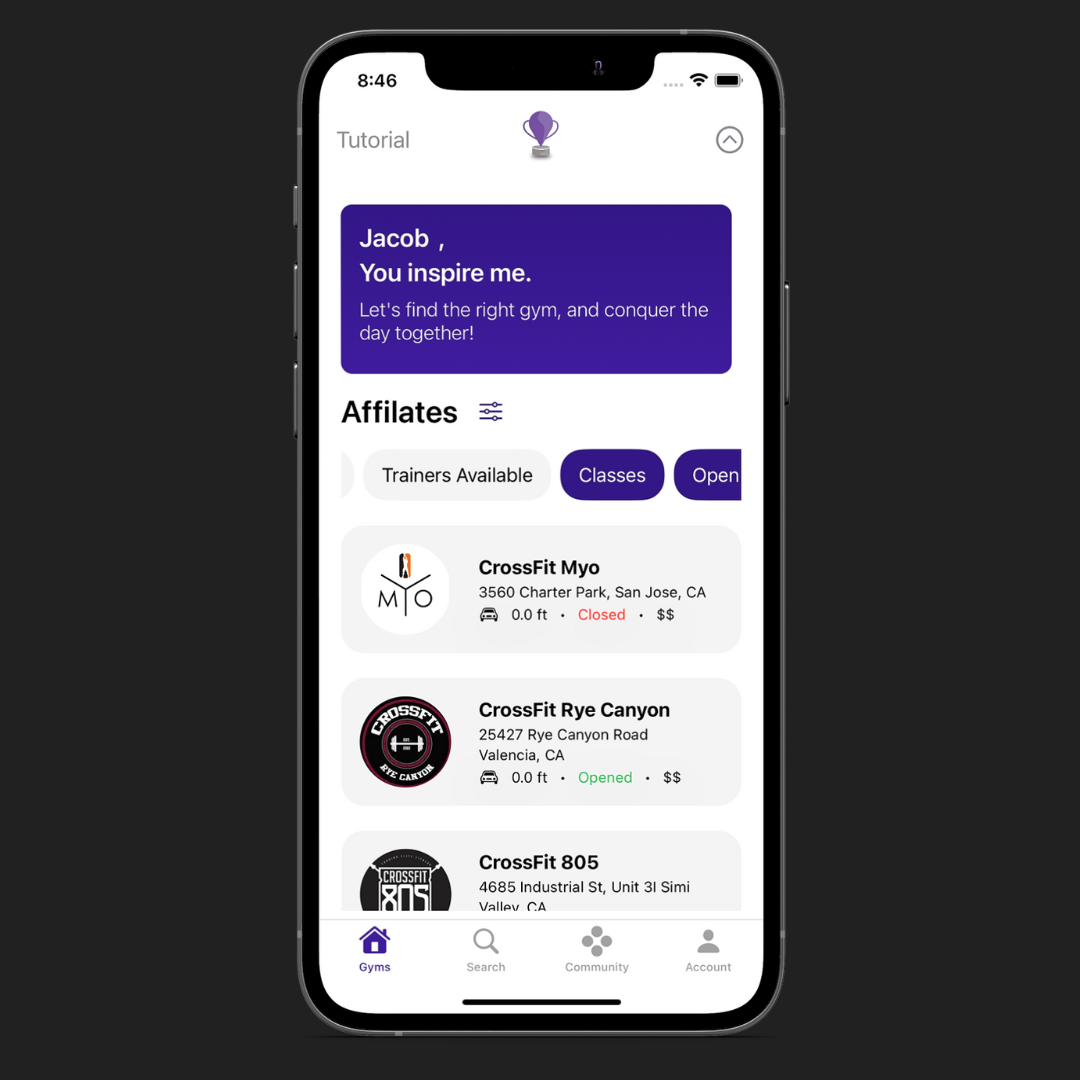 8:46
Tutorial
Jacob ,
You inspire me.
Let's find the right gym, and conquer the
day together!
Affilates
Trainers Available
Classes
Open
MYO
CrossFit Myo
3560 Charter Park, San Jose, CA
0.0 ft • Closed • $$
CROSSFIT
RYE CANYON
CrossFit Rye Canyon
25427 Rye Canyon Road
Valencia, CA
0.0 ft • Opened • $$
CROSSFIT
805
CrossFit 805
4685 Industrial St, Unit 3I Simi
Valley, CA
Gyms
Search
Community
Account